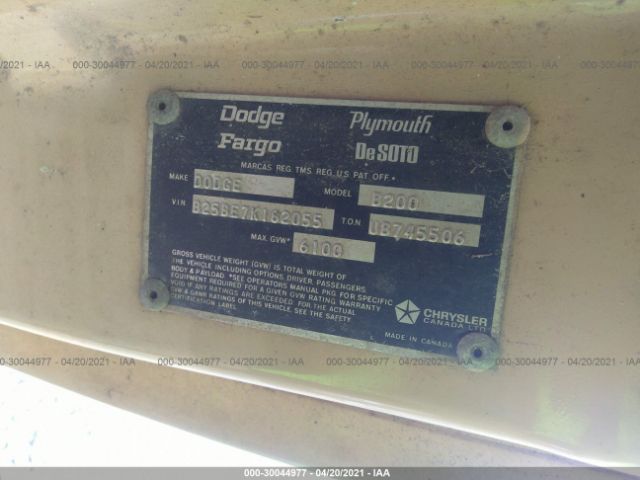 000-30044977 - 04/20/2021 - IAA
Dodge Plymouth
Fargo DeSOTO
MARCAS REG. TMS REG. U.S PAT OFF.
MAKE DODGE MODEL B200
V.I.N B25BE7K162055 T.O.N UB745506
MAX. GVW* 6100
GROSS VEHICLE WEIGHT (GVW) IS TOTAL WEIGHT OF
THE VEHICLE INCLUDING OPTIONS, DRIVER, PASSENGERS
BODY & PAYLOAD *SEE OPERATORS MANUAL PKG FOR SPECIFIC
EQUIPMENT REQUIRED FOR A GIVEN GVW RATING WARRANTY
VOID IF ANY RATINGS ARE EXCEEDED FOR THE ACTUAL
GVW & GAWR RATINGS OF THIS VEHICLE, SEE THE SAFETY
CERTIFICATION LABEL.
CHRYSLER
CANADA LTD
MADE IN CANADA
000-30044977 - 04/20/2021 - IAA